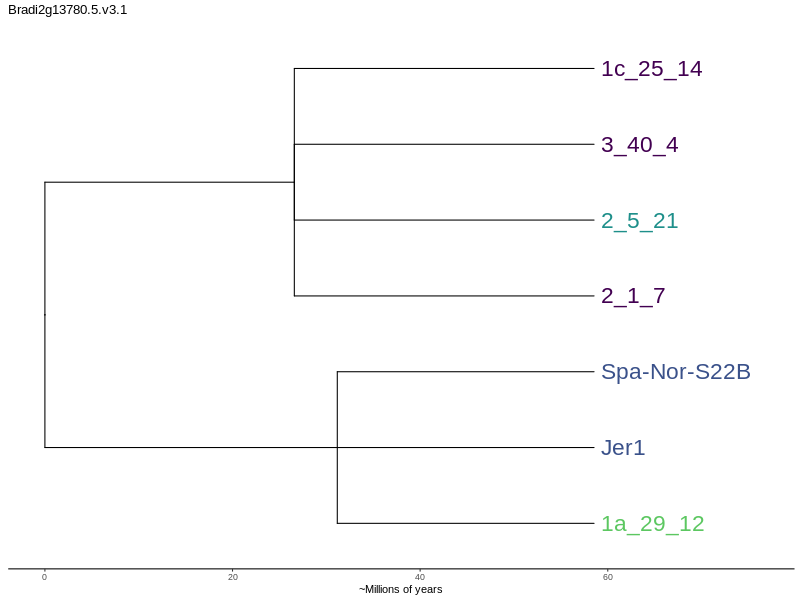 Bradi2g13780.5.v3.1
1c_25_14
3_40_4
2_5_21
2_1_7
Spa-Nor-S22B
Jer1
1a_29_12
0 20 40 60
~Millions of years